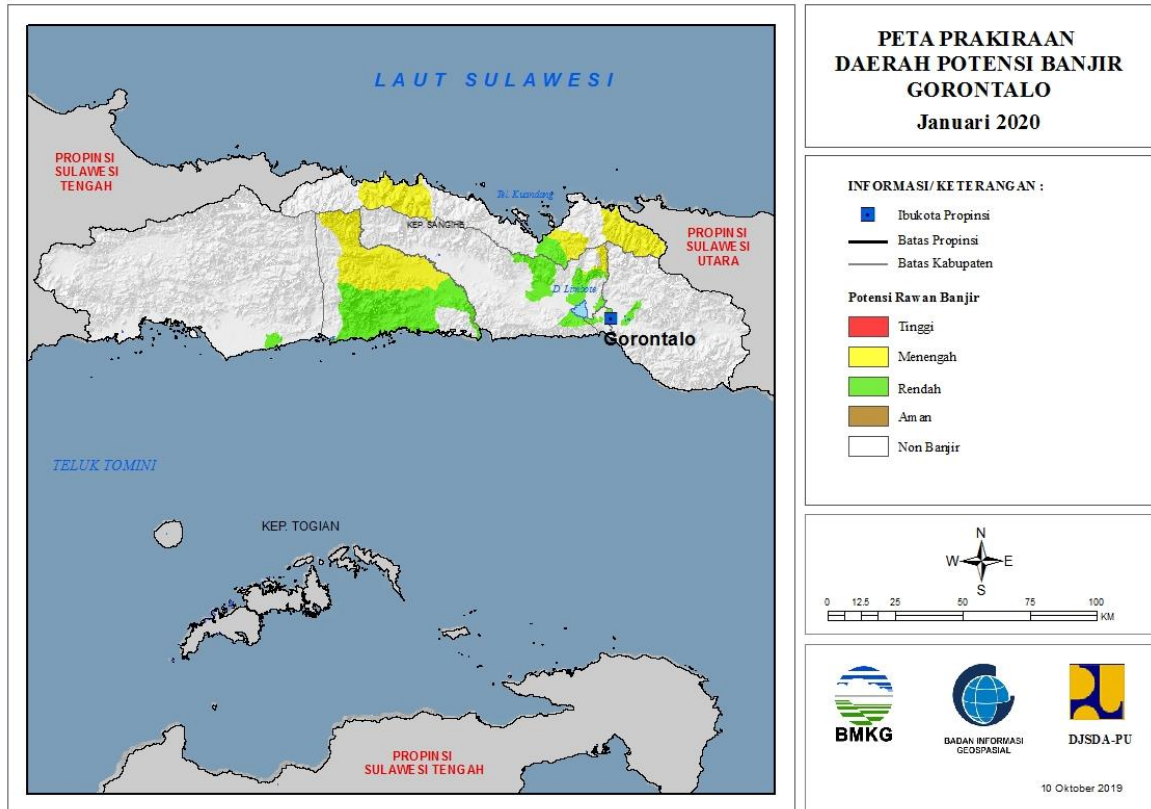 LAUT SULAWESI
PROPINSI
SULAWESI
TENGAH
Tel. Kuandang
KEP. SANGIHE
PROPINSI
SULAWESI
UTARA
D. Limboto
Gorontalo
TELUK TOMINI
KEP. TOGIAN
PROPINSI
SULAWESI TENGAH
PETA PRAKIRAAN
DAERAH POTENSI BANJIR
GORONTALO
Januari 2020
INFORMASI/ KETERANGAN :
Ibukota Propinsi
Batas Propinsi
Batas Kabupaten
Potensi Rawan Banjir
Tinggi
Menengah
Rendah
Aman
Non Banjir
N
W E
S
0 12.5 25 50 75 100
KM
BMKG
BADAN INFORMASI
GEOSPASIAL
DJSDA-PU
10 Oktober 2019